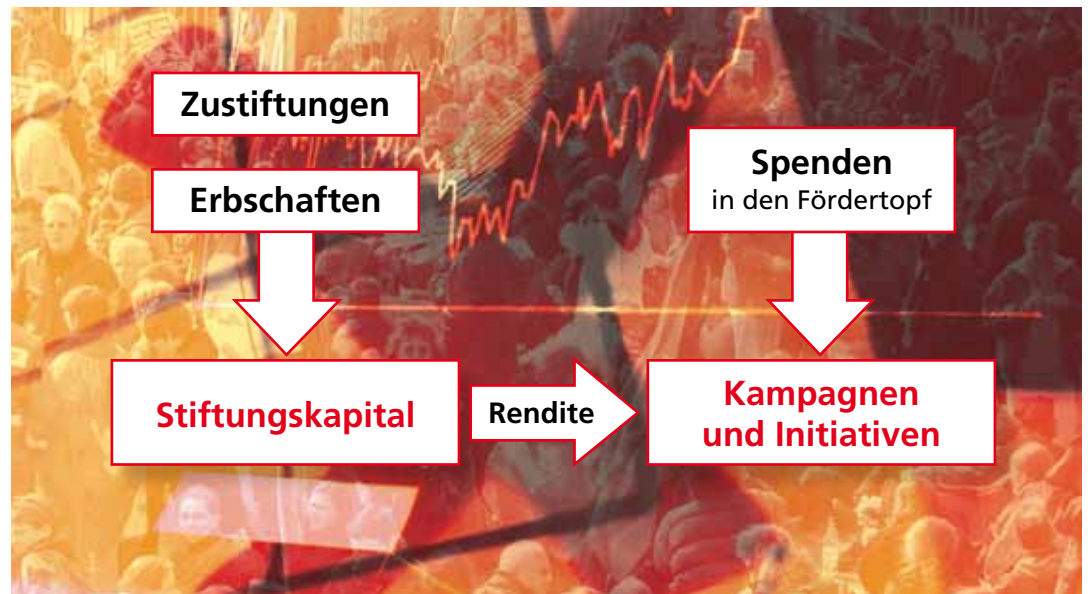 Zustiftungen
Erbschaften
Spenden
in den Fördertopf
Stiftungskapital
Rendite
Kampagnen
und Initiativen